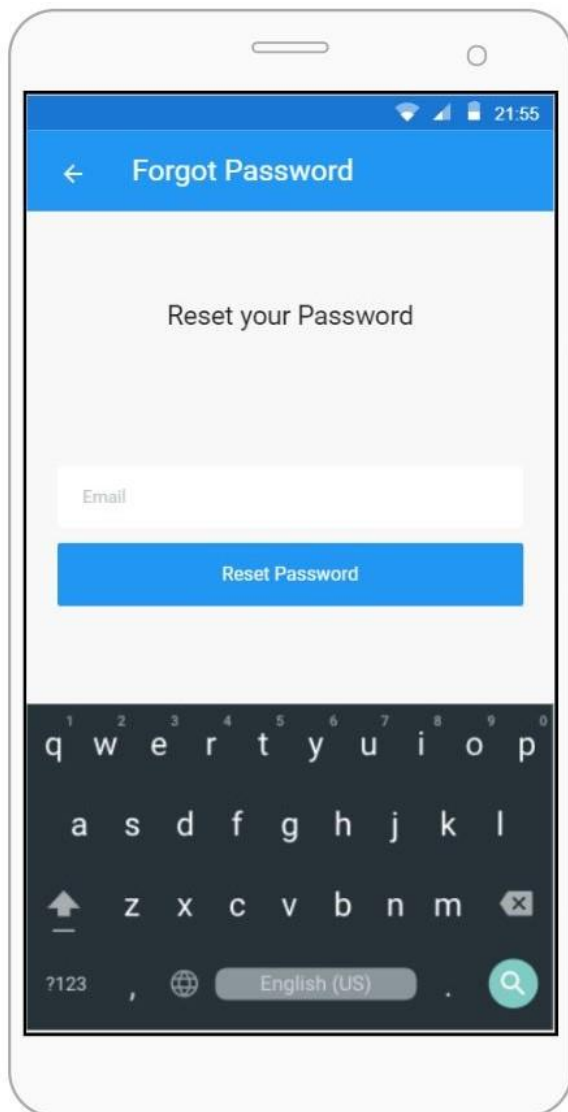 21:55
Forgot Password
Reset your Password
Email
Reset Password
1 2 3 4 5 6 7 8 9 0
q w e r t y u i o p
a s d f g h j k l
z x c v b n m
?123 , English (US) .